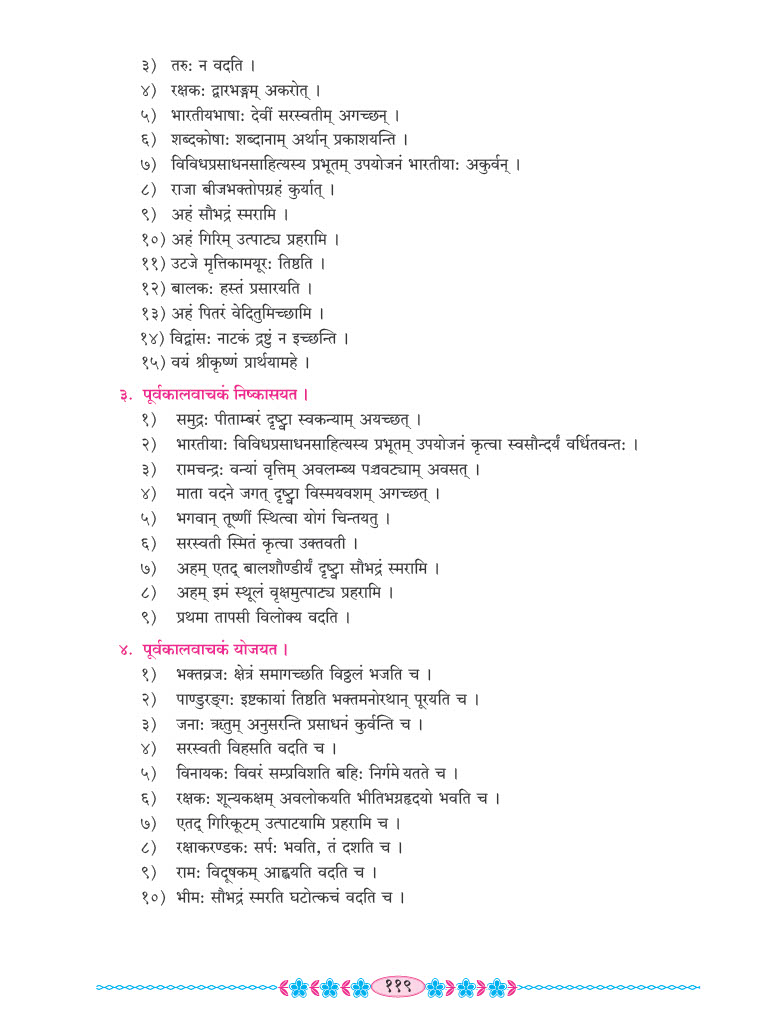 ३) तरुः न वदति ।
४) रक्षकः द्वारभङ्गम् अकरोत् ।
५) भारतीयभाषाः देवीं सरस्वतीम् अगच्छन् ।
६) शब्दकोषाः शब्दानाम् अर्थान् प्रकाशयन्ति ।
७) विविधप्रसाधनसाहित्यस्य प्रभूतम् उपयोजनं भारतीयाः अकुर्वन् ।
८) राजा बीजभक्तोपग्रहं कुर्यात् ।
९) अहं सौभद्रं स्मरामि ।
१०) अहं गिरिम् उत्पाट्य प्रहरामि ।
११) उटजे मृत्तिकामयूरः तिष्ठति ।
१२) बालकः हस्तं प्रसारयति ।
१३) अहं पितरं वेदितुमिच्छामि ।
१४) विद्वांसः नाटकं द्रष्टुं न इच्छन्ति ।
१५) वयं श्रीकृष्णं प्रार्थयामहे ।
३. पूर्वकालवाचकं निष्कासयत ।
१) समुद्रः पीताम्बरं दृष्ट्वा स्वकन्याम् अयच्छत् ।
२) भारतीयाः विविधप्रसाधनसाहित्यस्य प्रभूतम् उपयोजनं कृत्वा स्वसौन्दर्यं वर्धितवन्तः ।
३) रामचन्द्रः वन्यां वृत्तिम् अवलम्ब्य पञ्चवट्याम् अवसत् ।
४) माता वदने जगत् दृष्ट्वा विस्मयवशम् अगच्छत् ।
५) भगवान् तूष्णीं स्थित्वा योगं चिन्तयतु ।
६) सरस्वती स्मितं कृत्वा उक्तवती ।
७) अहम् एतद् बालशौण्डीर्यं दृष्ट्वा सौभद्रं स्मरामि ।
८) अहम् इमं स्थूलं वृक्षमुत्पाट्य प्रहरामि ।
९) प्रथमा तापसी विलोक्य वदति ।
४. पूर्वकालवाचकं योजयत ।
१) भक्तव्रजः क्षेत्रं समागच्छति विठ्ठलं भजति च ।
२) पाण्डुरङ्गः इष्टकायां तिष्ठति भक्तमनोरथान् पूरयति च ।
३) जनाः ऋतुम् अनुसरन्ति प्रसाधनं कुर्वन्ति च ।
४) सरस्वती विहसति वदति च ।
५) विनायकः विवरं सम्प्रविशति बहिः निर्गमे यतते च ।
६) रक्षकः शून्यकक्षम् अवलोकयति भीतिभग्नहृदयो भवति च ।
७) एतद् गिरिकूटम् उत्पाटयामि प्रहरामि च ।
८) रक्षाकरण्डकः सर्पः भवति, तं दशति च ।
९) रामः विदूषकम् आह्वयति वदति च ।
१०) भीमः सौभद्रं स्मरति घटोत्कचं वदति च ।
११९